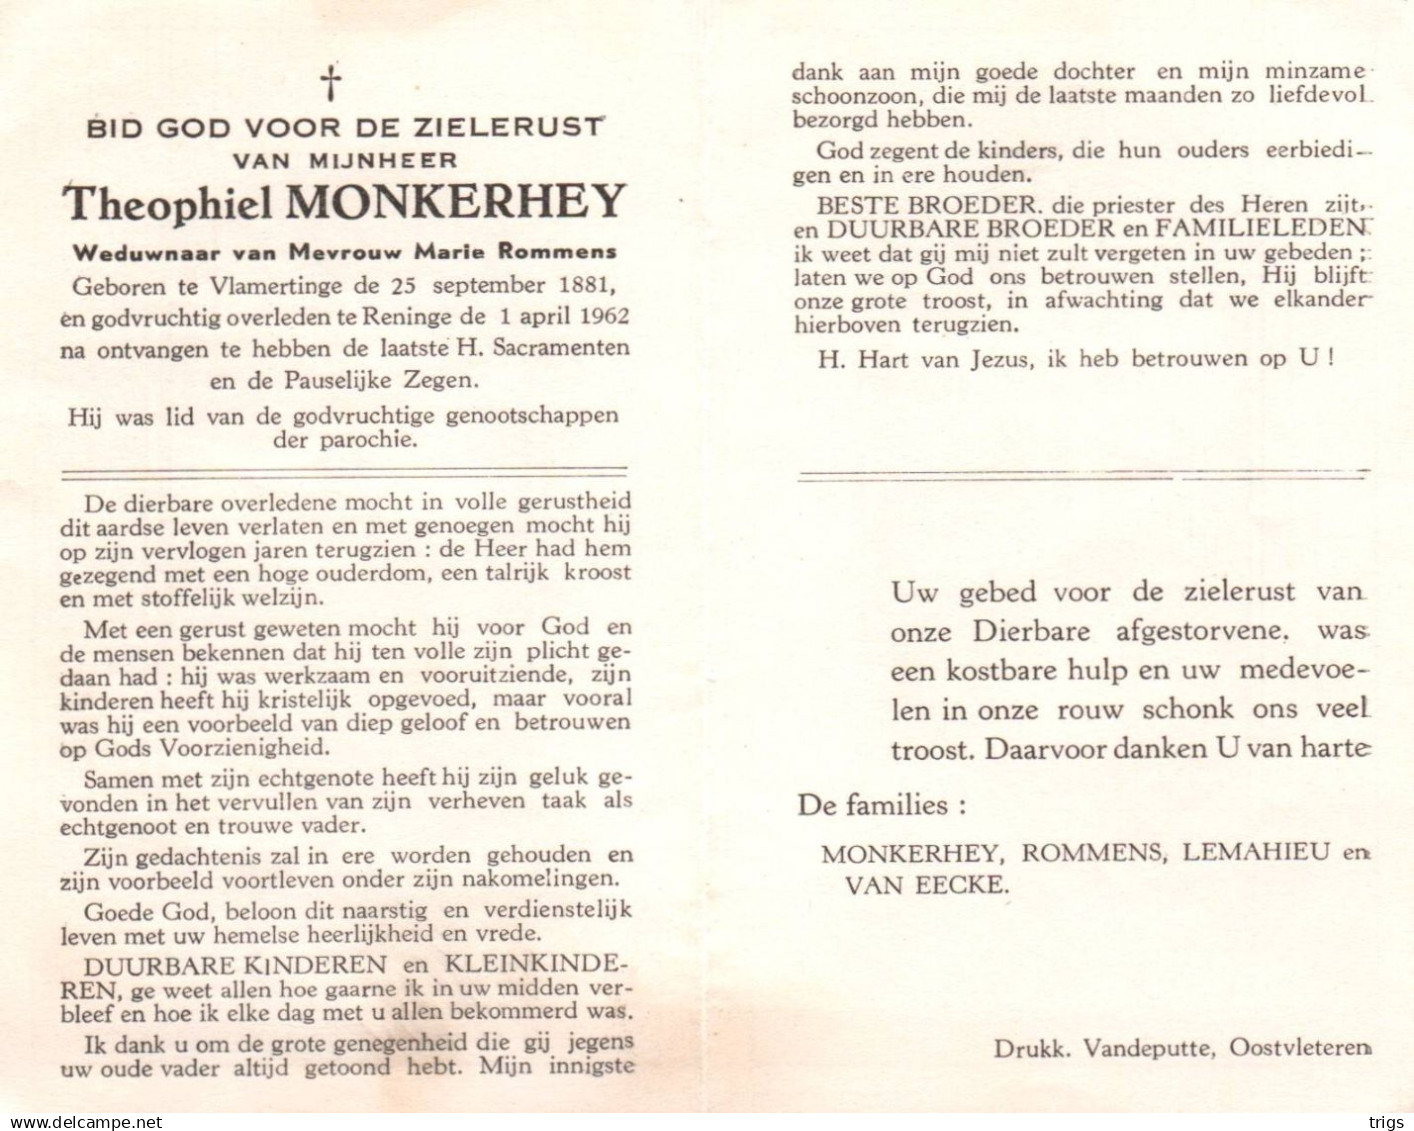 †
BID GOD VOOR DE ZIELERUST
VAN MIJNHEER
Theophiel MONKERHEY
Weduwnaar van Mevrouw Marie Rommens
Geboren te Vlamertinge de 25 september 1881,
en godvruchtig overleden te Reninge de 1 april 1962
na ontvangen te hebben de laatste H. Sacramenten
en de Pauselijke Zegen.
Hij was lid van de godvruchtige genootschappen
der parochie.
De dierbare overledene mocht in volle gerustheid
dit aardse leven verlaten en met genoegen mocht hij
op zijn vervlogen jaren terugzien : de Heer had hem
gezegend met een hoge ouderdom, een talrijk kroost
en met stoffelijk welzijn.
Met een gerust geweten mocht hij voor God en
de mensen bekennen dat hij ten volle zijn plicht ge-
daan had : hij was werkzaam en vooruitziende, zijn
kinderen heeft hij kristelijk opgevoed, maar vooral
was hij een voorbeeld van diep geloof en betrouwen
op Gods Voorzienigheid.
Samen met zijn echtgenote heeft hij zijn geluk ge-
vonden in het vervullen van zijn verheven taak als
echtgenoot en trouwe vader.
Zijn gedachtenis zal in ere worden gehouden en
zijn voorbeeld voortleven onder zijn nakomelingen.
Goede God, beloon dit naarstig en verdienstelijk
leven met uw hemelse heerlijkheid en vrede.
DUURBARE KINDEREN en KLEINKINDE-
REN, ge weet allen hoe gaarne ik in uw midden ver-
bleef en hoe ik elke dag met u allen bekommerd was.
Ik dank u om de grote genegenheid die gij jegens
uw oude vader altijd getoond hebt. Mijn innigste
dank aan mijn goede dochter en mijn minzame
schoonzoon, die mij de laatste maanden zo liefdevol
bezorgd hebben.
God zegent de kinders, die hun ouders eerbiedi-
gen en in ere houden.
BESTE BROEDER. die priester des Heren zijt,
en DUURBARE BROEDER en FAMILIELEDEN
ik weet dat gij mij niet zult vergeten in uw gebeden ;
laten we op God ons betrouwen stellen, Hij blijft
onze grote troost, in afwachting dat we elkander
hierboven terugzien.
H. Hart van Jezus, ik heb betrouwen op U !
Uw gebed voor de zielerust van
onze Dierbare afgestorvene, was
een kostbare hulp en uw medevoe-
len in onze rouw schonk ons veel
troost. Daarvoor danken U van harte
De families :
MONKERHEY, ROMMENS, LEMAHIEU en
VAN EECKE.
Drukk. Vandeputte, Oostvleteren
www.delcampe.net
trigs